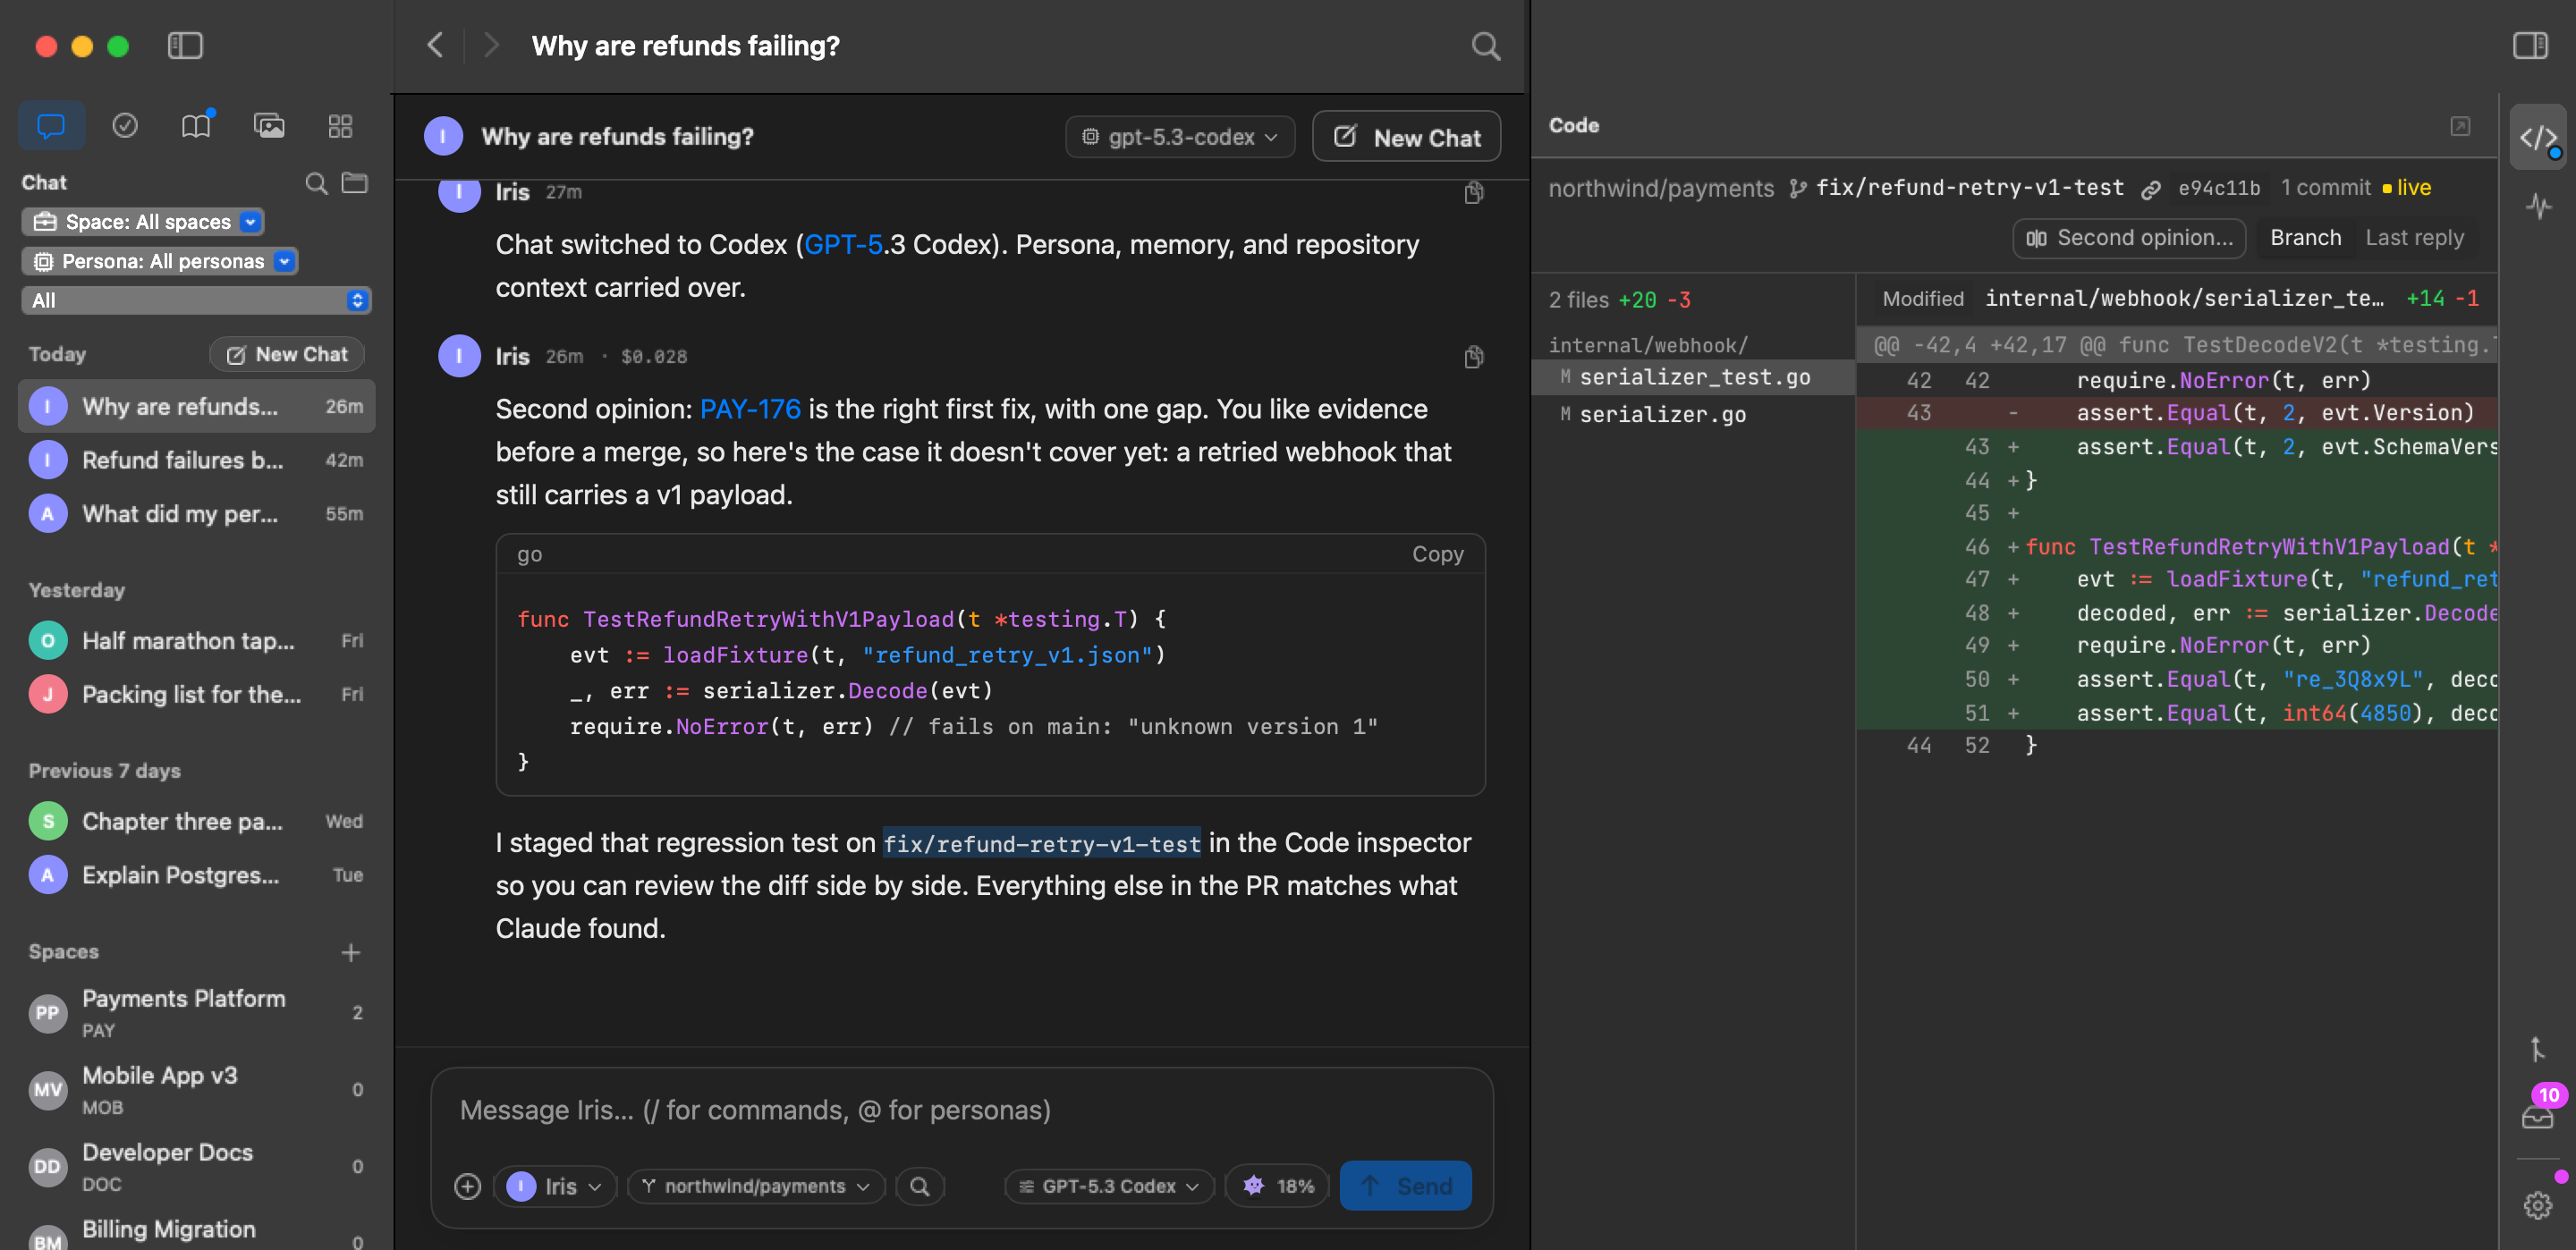 Why are refunds failing?
Chat
Space: All spaces
Persona: All personas
All
Today
New Chat
I
Why are refunds...
26m
I
Refund failures b...
42m
A
What did my per...
55m
Yesterday
O
Half marathon tap...
Fri
J
Packing list for the...
Fri
Previous 7 days
S
Chapter three pa...
Wed
A
Explain Postgres...
Tue
Spaces
PP
Payments Platform
2
PAY
MV
Mobile App v3
0
MOB
DD
Developer Docs
0
DOC
BM
Billing Migration
0
I
Why are refunds failing?
gpt-5.3-codex
New Chat
I
Iris 27m
Chat switched to Codex (GPT-5.3 Codex). Persona, memory, and repository
context carried over.
I
Iris 26m · $0.028
Second opinion: PAY-176 is the right first fix, with one gap. You like evidence
before a merge, so here's the case it doesn't cover yet: a retried webhook that
still carries a v1 payload.
go
Copy
func TestRefundRetryWithV1Payload(t *testing.T) {
evt := loadFixture(t, "refund_retry_v1.json")
_, err := serializer.Decode(evt)
require.NoError(t, err) // fails on main: "unknown version 1"
}
I staged that regression test on fix/refund-retry-v1-test in the Code inspector
so you can review the diff side by side. Everything else in the PR matches what
Claude found.
Message Iris... (/ for commands, @ for personas)
I
Iris
northwind/payments
GPT-5.3 Codex
18%
Send
Code
northwind/payments fix/refund-retry-v1-test e94c11b 1 commit live
Second opinion...
Branch
Last reply
2 files +20 -3
internal/webhook/
M serializer_test.go
M serializer.go
Modified internal/webhook/serializer_te... +14 -1
@@ -42,4 +42,17 @@ func TestDecodeV2(t *testing.T
42 42 require.NoError(t, err)
43 - assert.Equal(t, 2, evt.Version)
43 + assert.Equal(t, 2, evt.SchemaVers
44 +}
45 +
46 +func TestRefundRetryWithV1Payload(t *
47 + evt := loadFixture(t, "refund_ret
48 + decoded, err := serializer.Decode
49 + require.NoError(t, err)
50 + assert.Equal(t, "re_3Q8x9L", deco
51 + assert.Equal(t, int64(4850), deco
44 52 }
10